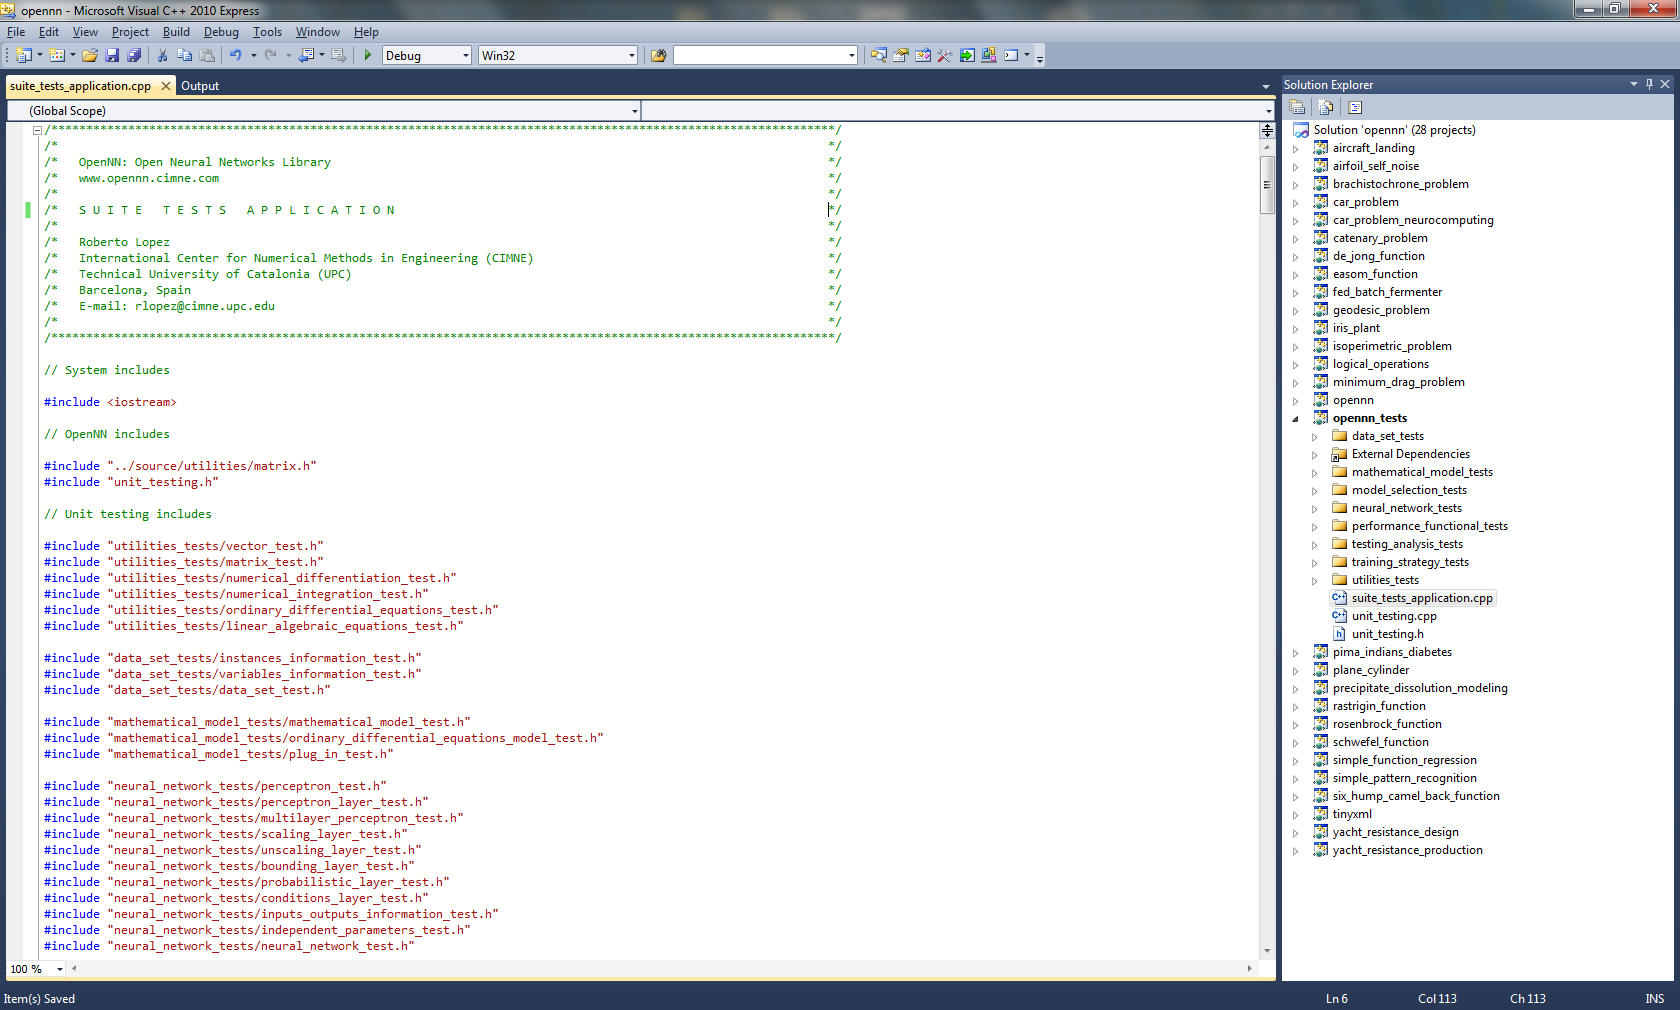 opennn - Microsoft Visual C++ 2010 Express
File Edit View Project Build Debug Tools Window Help
Debug Win32
suite_tests_application.cpp Output
(Global Scope)
/****************************************************************************************************************/
/* */
/* OpenNN: Open Neural Networks Library */
/* www.opennn.cimne.com */
/* */
/* S U I T E T E S T S A P P L I C A T I O N */
/* */
/* Roberto Lopez */
/* International Center for Numerical Methods in Engineering (CIMNE) */
/* Technical University of Catalonia (UPC) */
/* Barcelona, Spain */
/* E-mail: rlopez@cimne.upc.edu */
/* */
/****************************************************************************************************************/
// System includes
#include <iostream>
// OpenNN includes
#include "../source/utilities/matrix.h"
#include "unit_testing.h"
// Unit testing includes
#include "utilities_tests/vector_test.h"
#include "utilities_tests/matrix_test.h"
#include "utilities_tests/numerical_differentiation_test.h"
#include "utilities_tests/numerical_integration_test.h"
#include "utilities_tests/ordinary_differential_equations_test.h"
#include "utilities_tests/linear_algebraic_equations_test.h"
#include "data_set_tests/instances_information_test.h"
#include "data_set_tests/variables_information_test.h"
#include "data_set_tests/data_set_test.h"
#include "mathematical_model_tests/mathematical_model_test.h"
#include "mathematical_model_tests/ordinary_differential_equations_model_test.h"
#include "mathematical_model_tests/plug_in_test.h"
#include "neural_network_tests/perceptron_test.h"
#include "neural_network_tests/perceptron_layer_test.h"
#include "neural_network_tests/multilayer_perceptron_test.h"
#include "neural_network_tests/scaling_layer_test.h"
#include "neural_network_tests/unscaling_layer_test.h"
#include "neural_network_tests/bounding_layer_test.h"
#include "neural_network_tests/probabilistic_layer_test.h"
#include "neural_network_tests/conditions_layer_test.h"
#include "neural_network_tests/inputs_outputs_information_test.h"
#include "neural_network_tests/independent_parameters_test.h"
#include "neural_network_tests/neural_network_test.h"
100 %
Solution Explorer
Solution 'opennn' (28 projects)
aircraft_landing
airfoil_self_noise
brachistochrone_problem
car_problem
car_problem_neurocomputing
catenary_problem
de_jong_function
easom_function
fed_batch_fermenter
geodesic_problem
iris_plant
isoperimetric_problem
logical_operations
minimum_drag_problem
opennn
opennn_tests
data_set_tests
External Dependencies
mathematical_model_tests
model_selection_tests
neural_network_tests
performance_functional_tests
testing_analysis_tests
training_strategy_tests
utilities_tests
suite_tests_application.cpp
unit_testing.cpp
unit_testing.h
pima_indians_diabetes
plane_cylinder
precipitate_dissolution_modeling
rastrigin_function
rosenbrock_function
schwefel_function
simple_function_regression
simple_pattern_recognition
six_hump_camel_back_function
tinyxml
yacht_resistance_design
yacht_resistance_production
Item(s) Saved Ln 6 Col 113 Ch 113 INS